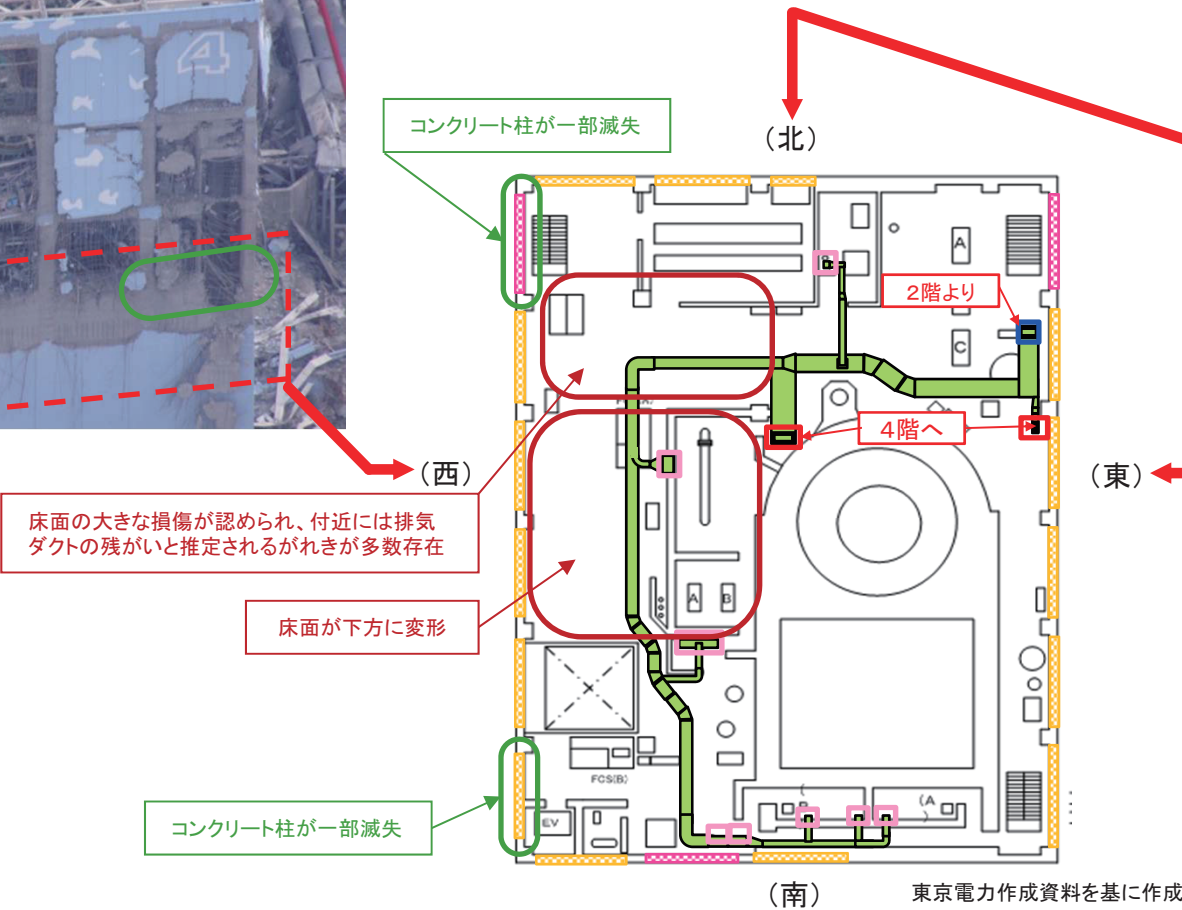 4
コンクリート柱が一部滅失
（北）
A
2階より
C
4階へ
（西）
（東）
床面の大きな損傷が認められ、付近には排気
ダクトの残がいと推定されるがれきが多数存在
A
B
床面が下方に変形
FCS(B)
(A
)
EV
コンクリート柱が一部滅失
（南）
東京電力作成資料を基に作成